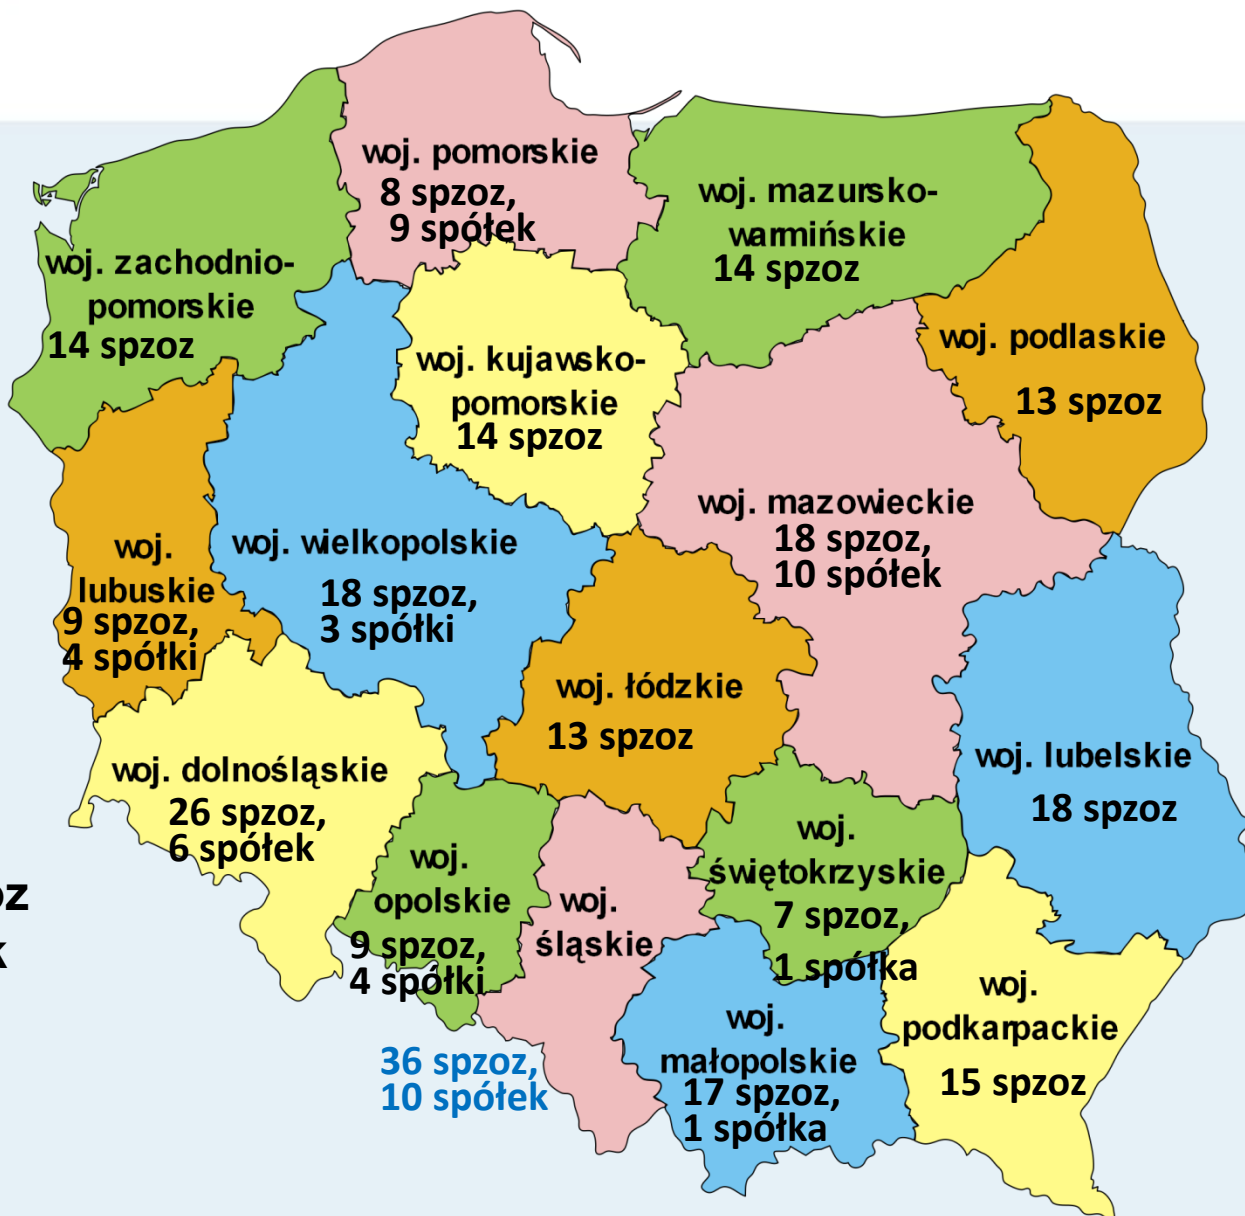 woj. pomorskie
8 spzoz,
9 spółek
woj. mazursko-
warmińskie
14 spzoz
woj. zachodnio-
pomorskie
14 spzoz
woj. podlaskie
13 spzoz
woj. kujawsko-
pomorskie
14 spzoz
woj. mazowieckie
18 spzoz,
10 spółek
woj.
lubuskie
9 spzoz,
4 spółki
woj. wielkopolskie
18 spzoz,
3 spółki
woj. łódzkie
13 spzoz
woj. lubelskie
18 spzoz
woj. dolnośląskie
26 spzoz,
6 spółek
woj.
opolskie
9 spzoz,
4 spółki
woj.
śląskie
36 spzoz,
10 spółek
woj.
świętokrzyskie
7 spzoz,
1 spółka
woj.
małopolskie
17 spzoz,
1 spółka
woj.
podkarpackie
15 spzoz